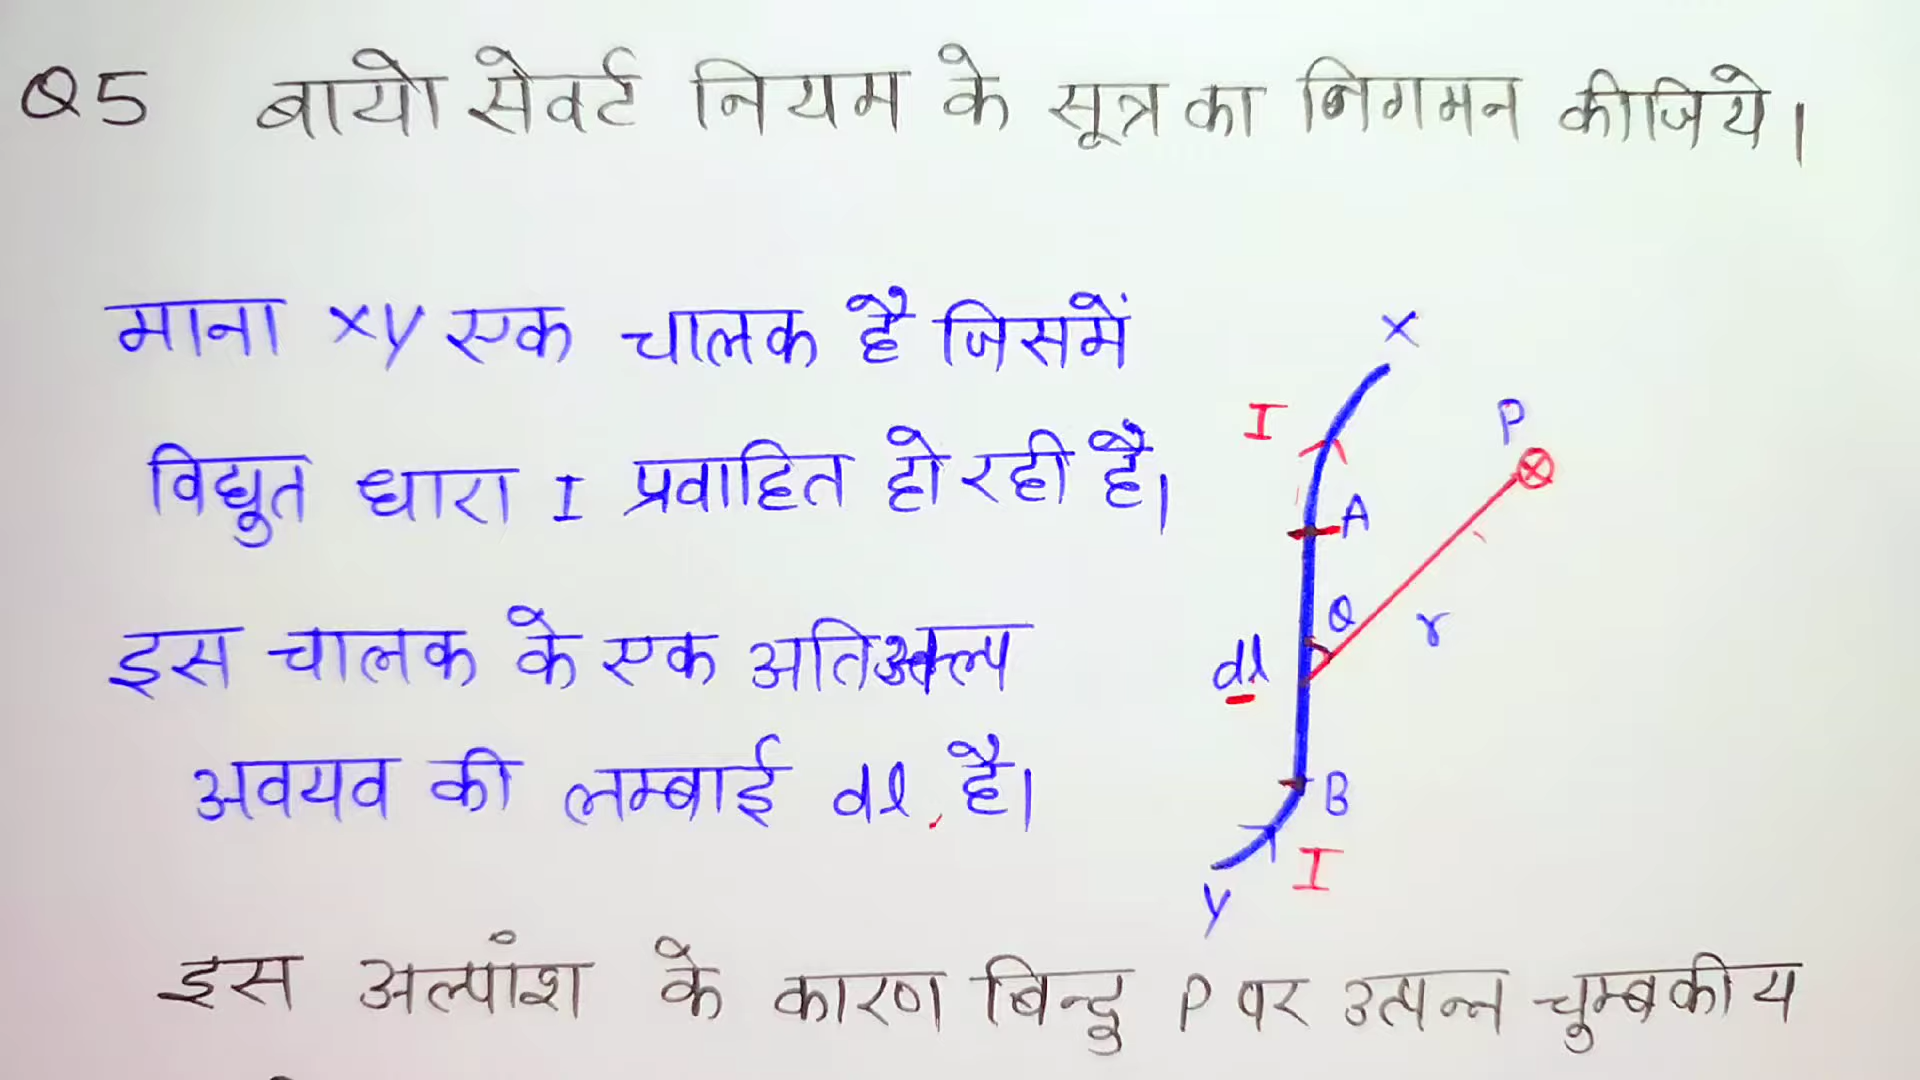 Q5 बायो सेवर्ट नियम के सूत्र का निगमन कीजिये।
माना xy एक चालक है जिसमें
विद्युत धारा I प्रवाहित हो रही है।
इस चालक के एक अतिअल्प
अवयव की लम्बाई dl है।
X
I
P
A
θ
r
dl
B
I
Y
इस अल्पांश के कारण बिन्दु P पर उत्पन्न चुम्बकीय